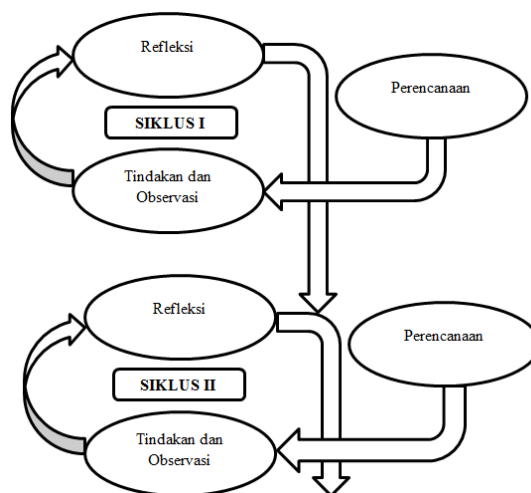 Refleksi
Perencanaan
SIKLUS I
Tindakan dan
Observasi
Refleksi
Perencanaan
SIKLUS II
Tindakan dan
Observasi